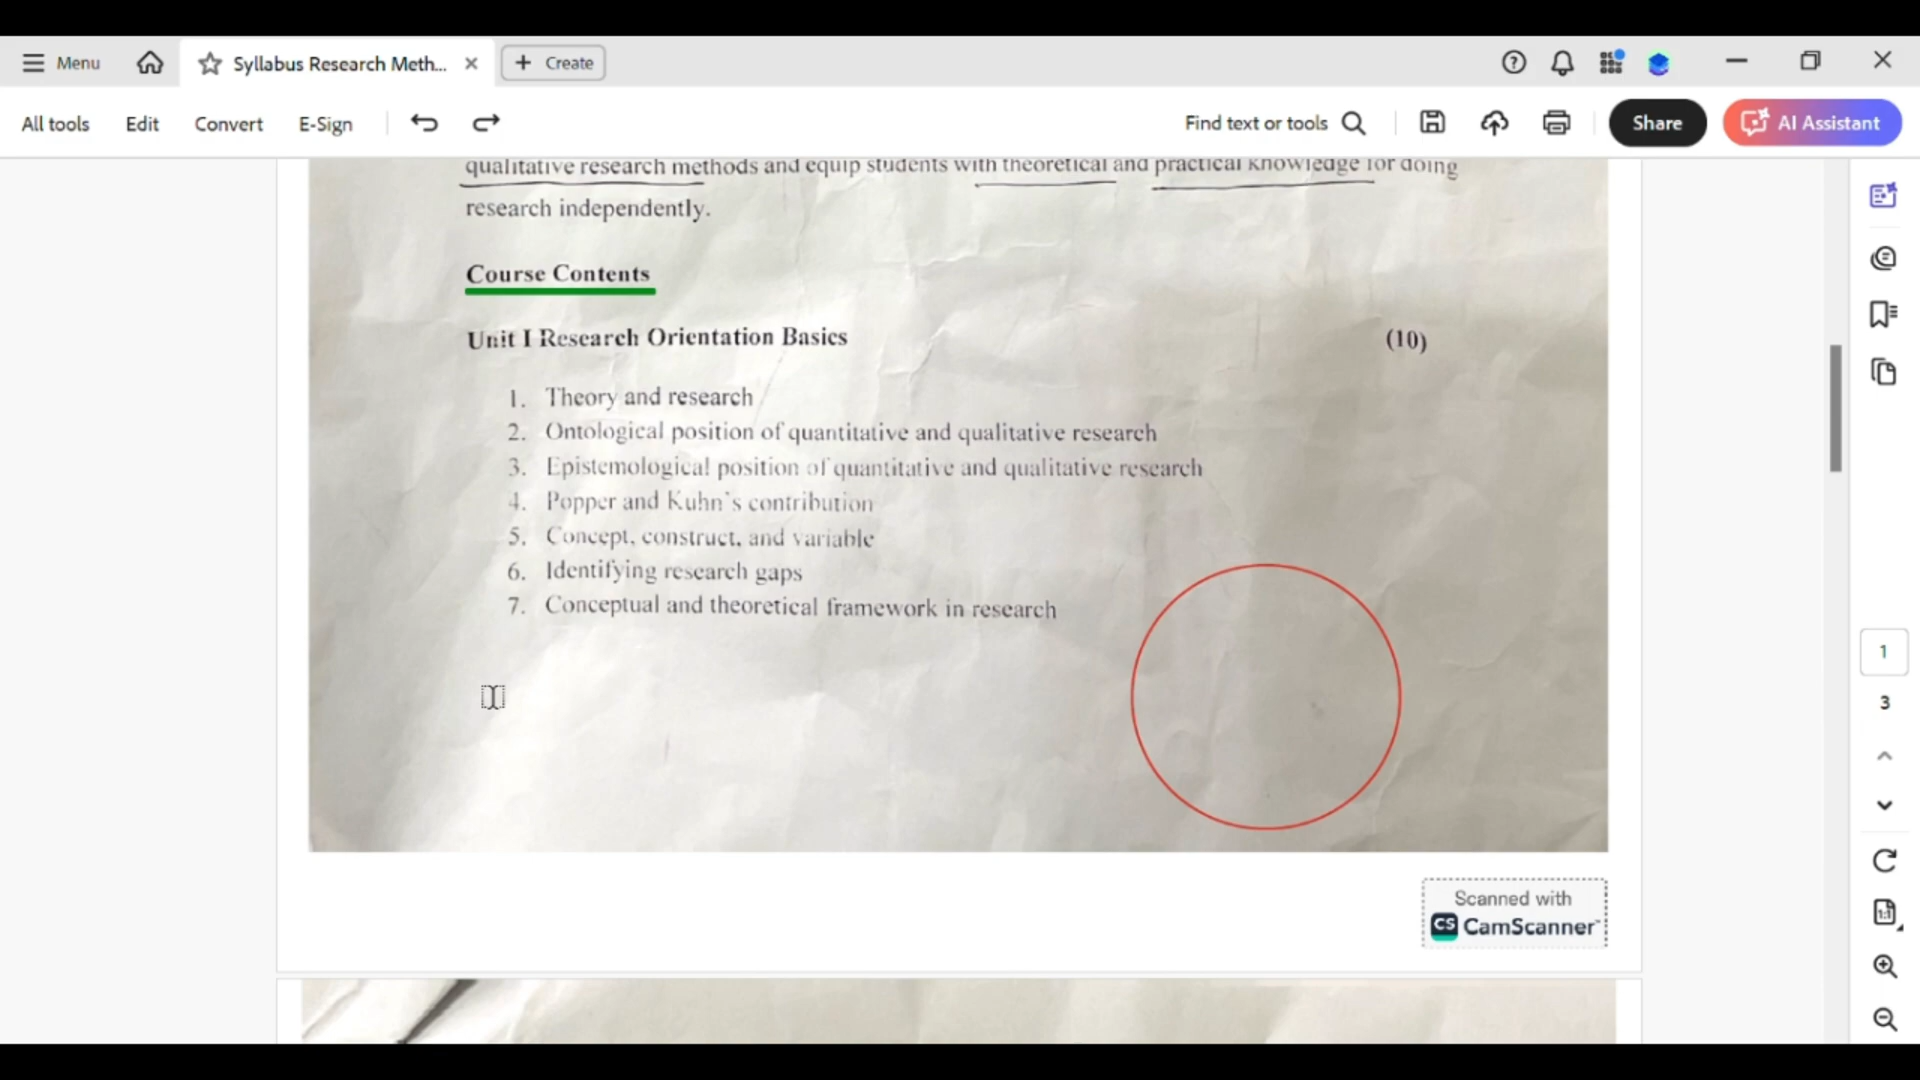 Menu
Syllabus Research Meth...
Create
All tools
Edit
Convert
E-Sign
Find text or tools
Share
AI Assistant
qualitative research methods and equip students with theoretical and practical knowledge for doing
research independently.
Course Contents
Unit I Research Orientation Basics (10)
1. Theory and research
2. Ontological position of quantitative and qualitative research
3. Epistemological position of quantitative and qualitative research
4. Popper and Kuhn's contribution
5. Concept, construct, and variable
6. Identifying research gaps
7. Conceptual and theoretical framework in research
1
3
1:1
Scanned with
CS CamScanner™